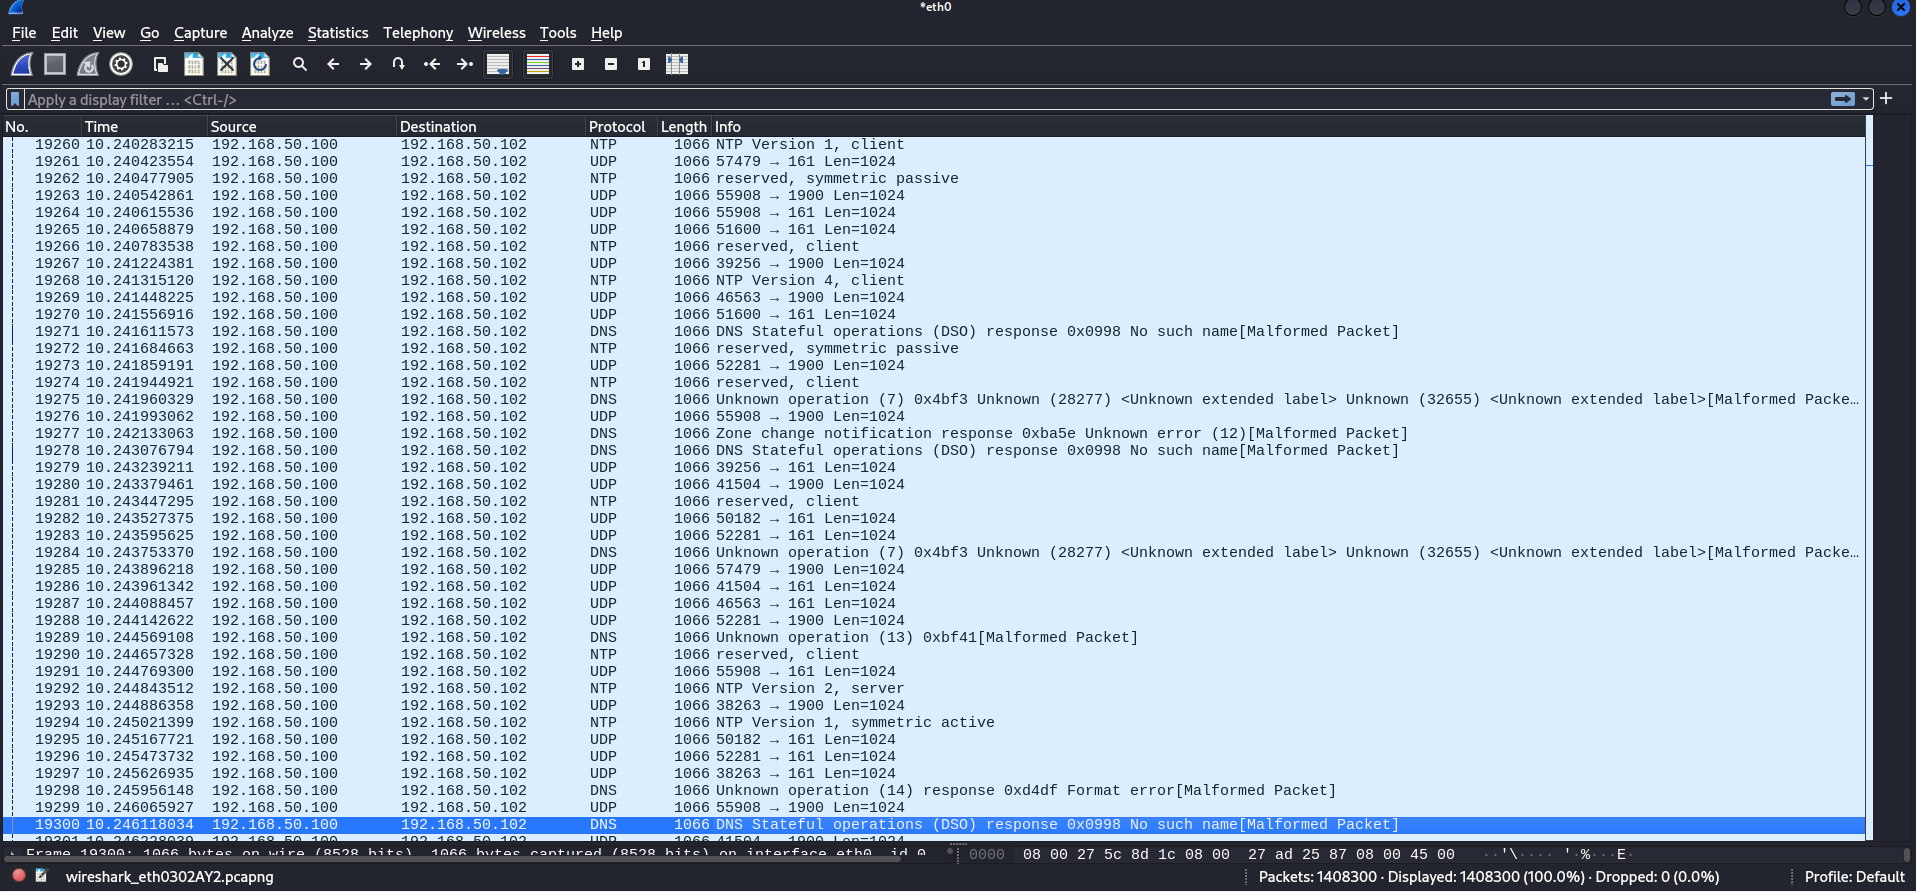 *eth0
File Edit View Go Capture Analyze Statistics Telephony Wireless Tools Help
Apply a display filter … <Ctrl-/>
No. Time Source Destination Protocol Length Info
19260 10.240283215 192.168.50.100 192.168.50.102 NTP 1066 NTP Version 1, client
19261 10.240423554 192.168.50.100 192.168.50.102 UDP 1066 57479 → 161 Len=1024
19262 10.240477905 192.168.50.100 192.168.50.102 NTP 1066 reserved, symmetric passive
19263 10.240542861 192.168.50.100 192.168.50.102 UDP 1066 55908 → 1900 Len=1024
19264 10.240615536 192.168.50.100 192.168.50.102 UDP 1066 55908 → 161 Len=1024
19265 10.240658879 192.168.50.100 192.168.50.102 UDP 1066 51600 → 161 Len=1024
19266 10.240783538 192.168.50.100 192.168.50.102 NTP 1066 reserved, client
19267 10.241224381 192.168.50.100 192.168.50.102 UDP 1066 39256 → 1900 Len=1024
19268 10.241315120 192.168.50.100 192.168.50.102 NTP 1066 NTP Version 4, client
19269 10.241448225 192.168.50.100 192.168.50.102 UDP 1066 46563 → 1900 Len=1024
19270 10.241556916 192.168.50.100 192.168.50.102 UDP 1066 51600 → 161 Len=1024
19271 10.241611573 192.168.50.100 192.168.50.102 DNS 1066 DNS Stateful operations (DSO) response 0x0998 No such name[Malformed Packet]
19272 10.241684663 192.168.50.100 192.168.50.102 NTP 1066 reserved, symmetric passive
19273 10.241859191 192.168.50.100 192.168.50.102 UDP 1066 52281 → 1900 Len=1024
19274 10.241944921 192.168.50.100 192.168.50.102 NTP 1066 reserved, client
19275 10.241960329 192.168.50.100 192.168.50.102 DNS 1066 Unknown operation (7) 0x4bf3 Unknown (28277) <Unknown extended label> Unknown (32655) <Unknown extended label>[Malformed Packe…
19276 10.241993062 192.168.50.100 192.168.50.102 UDP 1066 55908 → 1900 Len=1024
19277 10.242133063 192.168.50.100 192.168.50.102 DNS 1066 Zone change notification response 0xba5e Unknown error (12)[Malformed Packet]
19278 10.243076794 192.168.50.100 192.168.50.102 DNS 1066 DNS Stateful operations (DSO) response 0x0998 No such name[Malformed Packet]
19279 10.243239211 192.168.50.100 192.168.50.102 UDP 1066 39256 → 161 Len=1024
19280 10.243379461 192.168.50.100 192.168.50.102 UDP 1066 41504 → 1900 Len=1024
19281 10.243447295 192.168.50.100 192.168.50.102 NTP 1066 reserved, client
19282 10.243527375 192.168.50.100 192.168.50.102 UDP 1066 50182 → 161 Len=1024
19283 10.243595625 192.168.50.100 192.168.50.102 UDP 1066 52281 → 161 Len=1024
19284 10.243753370 192.168.50.100 192.168.50.102 DNS 1066 Unknown operation (7) 0x4bf3 Unknown (28277) <Unknown extended label> Unknown (32655) <Unknown extended label>[Malformed Packe…
19285 10.243896218 192.168.50.100 192.168.50.102 UDP 1066 57479 → 1900 Len=1024
19286 10.243961342 192.168.50.100 192.168.50.102 UDP 1066 41504 → 161 Len=1024
19287 10.244088457 192.168.50.100 192.168.50.102 UDP 1066 46563 → 161 Len=1024
19288 10.244142622 192.168.50.100 192.168.50.102 UDP 1066 52281 → 1900 Len=1024
19289 10.244569108 192.168.50.100 192.168.50.102 DNS 1066 Unknown operation (13) 0xbf41[Malformed Packet]
19290 10.244657328 192.168.50.100 192.168.50.102 NTP 1066 reserved, client
19291 10.244769300 192.168.50.100 192.168.50.102 UDP 1066 55908 → 161 Len=1024
19292 10.244843512 192.168.50.100 192.168.50.102 NTP 1066 NTP Version 2, server
19293 10.244886358 192.168.50.100 192.168.50.102 UDP 1066 38263 → 1900 Len=1024
19294 10.245021399 192.168.50.100 192.168.50.102 NTP 1066 NTP Version 1, symmetric active
19295 10.245167721 192.168.50.100 192.168.50.102 UDP 1066 50182 → 161 Len=1024
19296 10.245473732 192.168.50.100 192.168.50.102 UDP 1066 52281 → 161 Len=1024
19297 10.245626935 192.168.50.100 192.168.50.102 UDP 1066 38263 → 161 Len=1024
19298 10.245956148 192.168.50.100 192.168.50.102 DNS 1066 Unknown operation (14) response 0xd4df Format error[Malformed Packet]
19299 10.246065927 192.168.50.100 192.168.50.102 UDP 1066 55908 → 1900 Len=1024
19300 10.246118034 192.168.50.100 192.168.50.102 DNS 1066 DNS Stateful operations (DSO) response 0x0998 No such name[Malformed Packet]
Frame 19300: 1066 bytes on wire (8528 bits), 1066 bytes captured (8528 bits) on interface eth0, id 0
0000 08 00 27 5c 8d 1c 08 00 27 ad 25 87 08 00 45 00 ··'\···· '·%···E·
wireshark_eth0302AY2.pcapng
Packets: 1408300 · Displayed: 1408300 (100.0%) · Dropped: 0 (0.0%)
Profile: Default